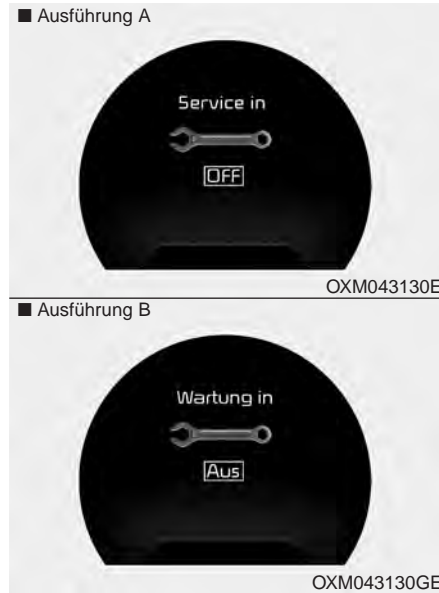 ■ Ausführung A
Service in
OFF
OXM043130E
■ Ausführung B
Wartung in
Aus
OXM043130GE